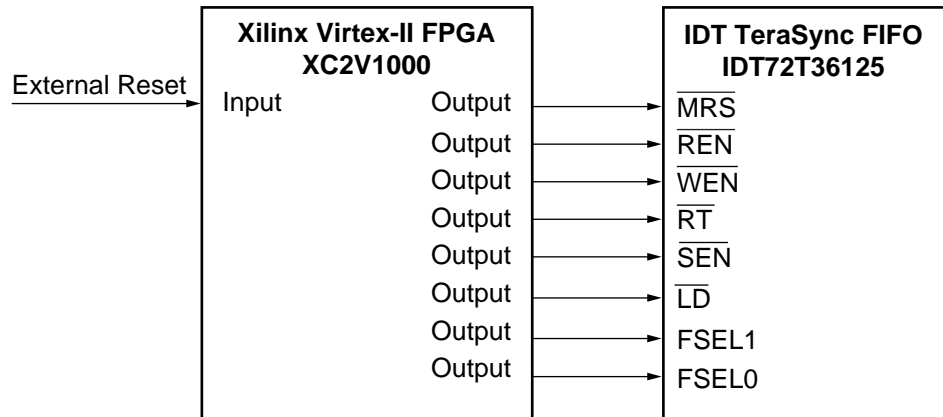 Xilinx Virtex-II FPGA
XC2V1000
IDT TeraSync FIFO
IDT72T36125
External Reset
Input
Output
MRS
Output
REN
Output
WEN
Output
RT
Output
SEN
Output
LD
Output
FSEL1
Output
FSEL0